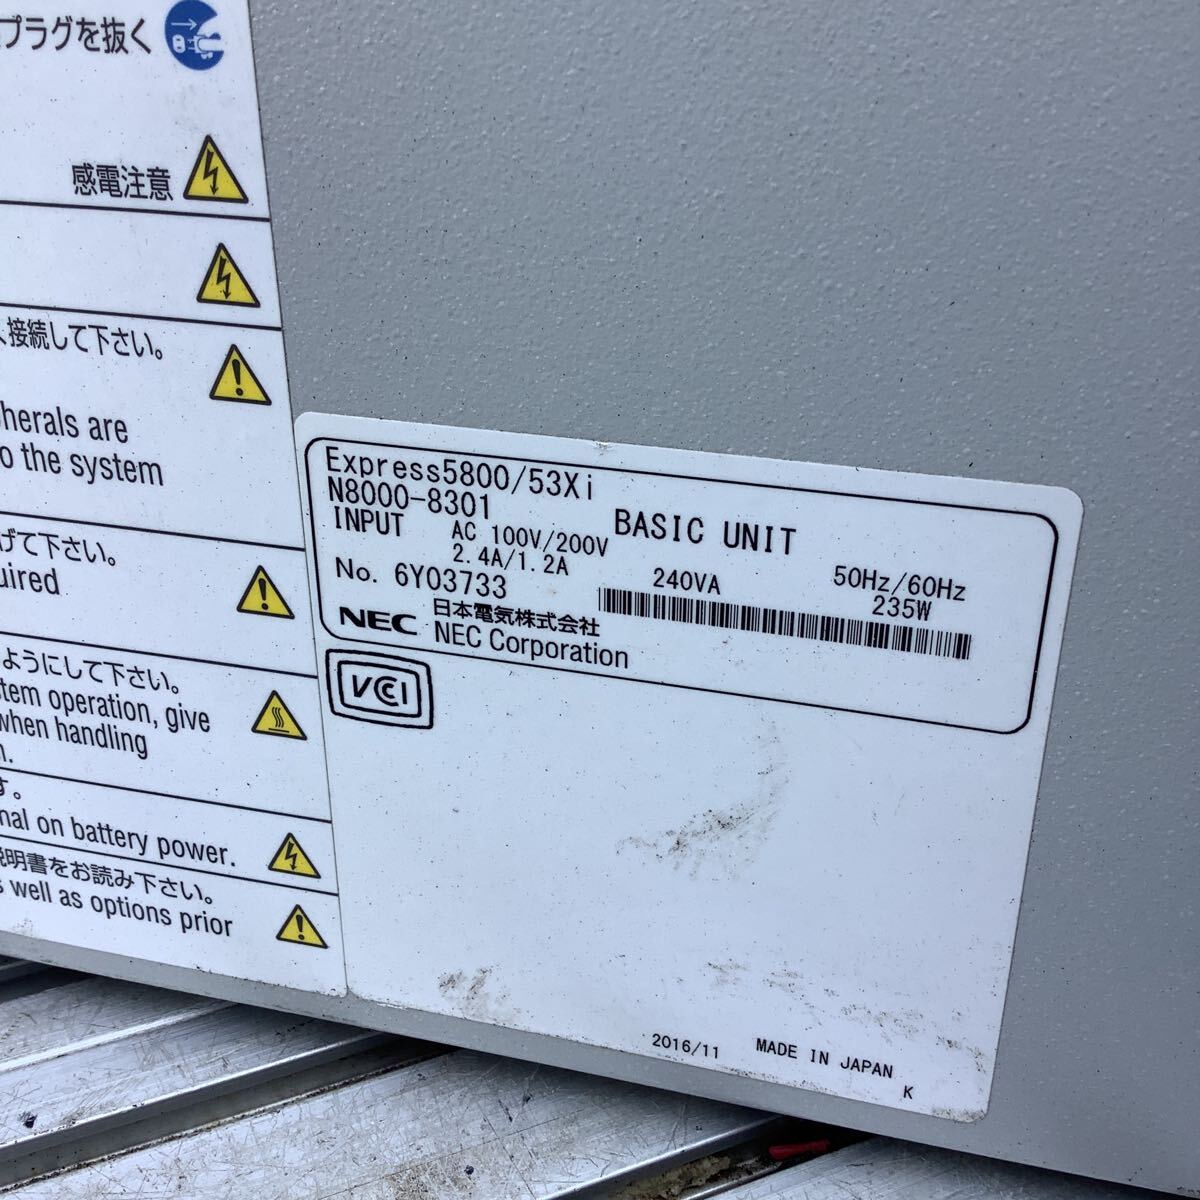 プラグを抜く
感電注意
、接続して下さい。
herals are
o the system
げて下さい。
uired
ようにして下さい。
tem operation, give
when handling
n.
す。
nal on battery power.
説明書をお読み下さい。
s well as options prior
Express5800/53Xi
N8000-8301 BASIC UNIT
INPUT AC 100V/200V 50Hz/60Hz
2.4A/1.2A 240VA 235W
No. 6Y03733
NEC 日本電気株式会社
NEC Corporation
VCCI
2016/11 MADE IN JAPAN
K